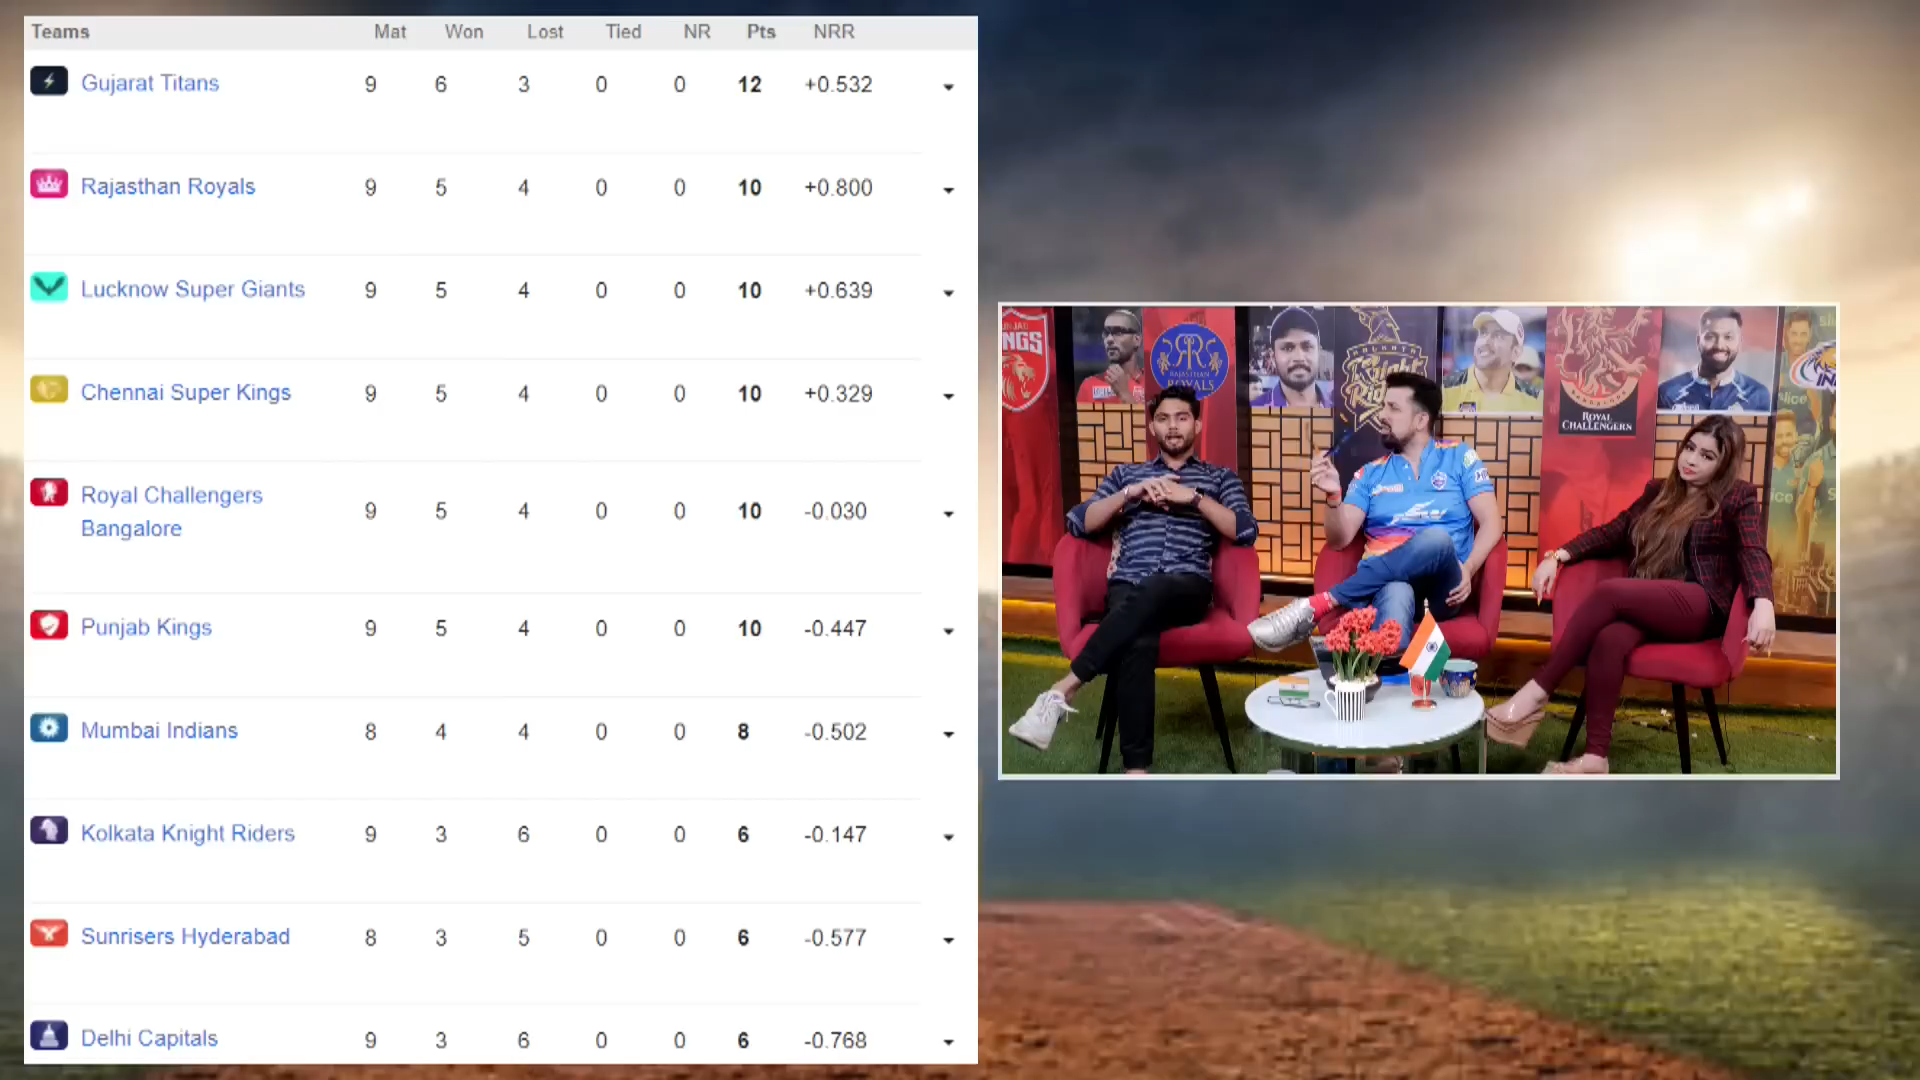 Teams Mat Won Lost Tied NR Pts NRR
Gujarat Titans 9 6 3 0 0 12 +0.532
Rajasthan Royals 9 5 4 0 0 10 +0.800
Lucknow Super Giants 9 5 4 0 0 10 +0.639
Chennai Super Kings 9 5 4 0 0 10 +0.329
Royal Challengers
Bangalore 9 5 4 0 0 10 -0.030
Punjab Kings 9 5 4 0 0 10 -0.447
Mumbai Indians 8 4 4 0 0 8 -0.502
Kolkata Knight Riders 9 3 6 0 0 6 -0.147
Sunrisers Hyderabad 8 3 5 0 0 6 -0.577
Delhi Capitals 9 3 6 0 0 6 -0.768
RR
RAJASTHAN
ROYALS
ROYAL
CHALLENGERS
slice